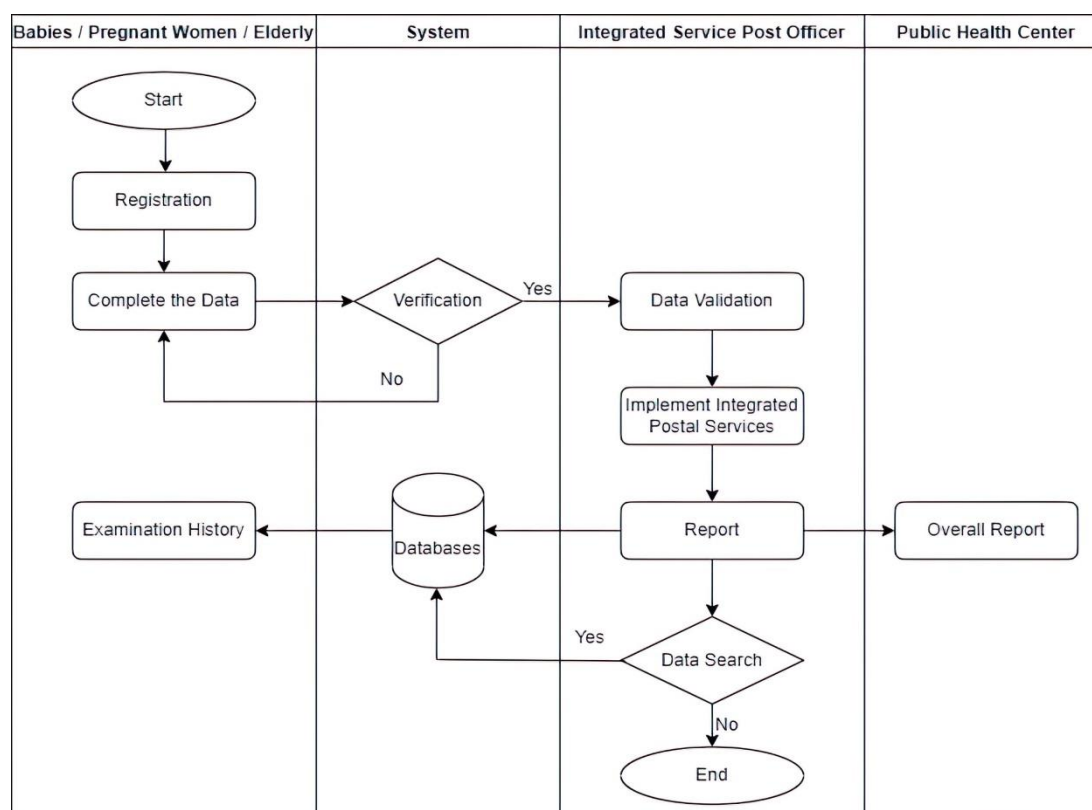 Babies / Pregnant Women / Elderly
System
Integrated Service Post Officer
Public Health Center
Start
Registration
Complete the Data
Verification
Yes
Data Validation
No
Implement Integrated
Postal Services
Examination History
Databases
Report
Overall Report
Yes
Data Search
No
End